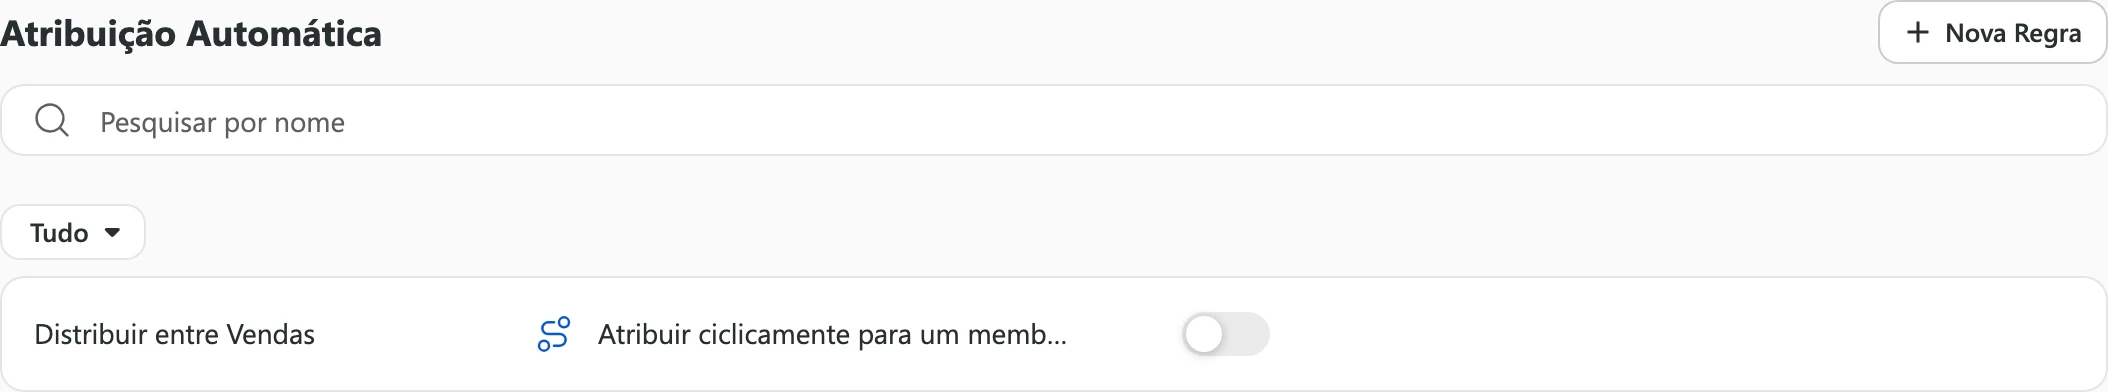 Atribuição Automática
+ Nova Regra
Pesquisar por nome
Tudo
Distribuir entre Vendas
Atribuir ciclicamente para um memb...